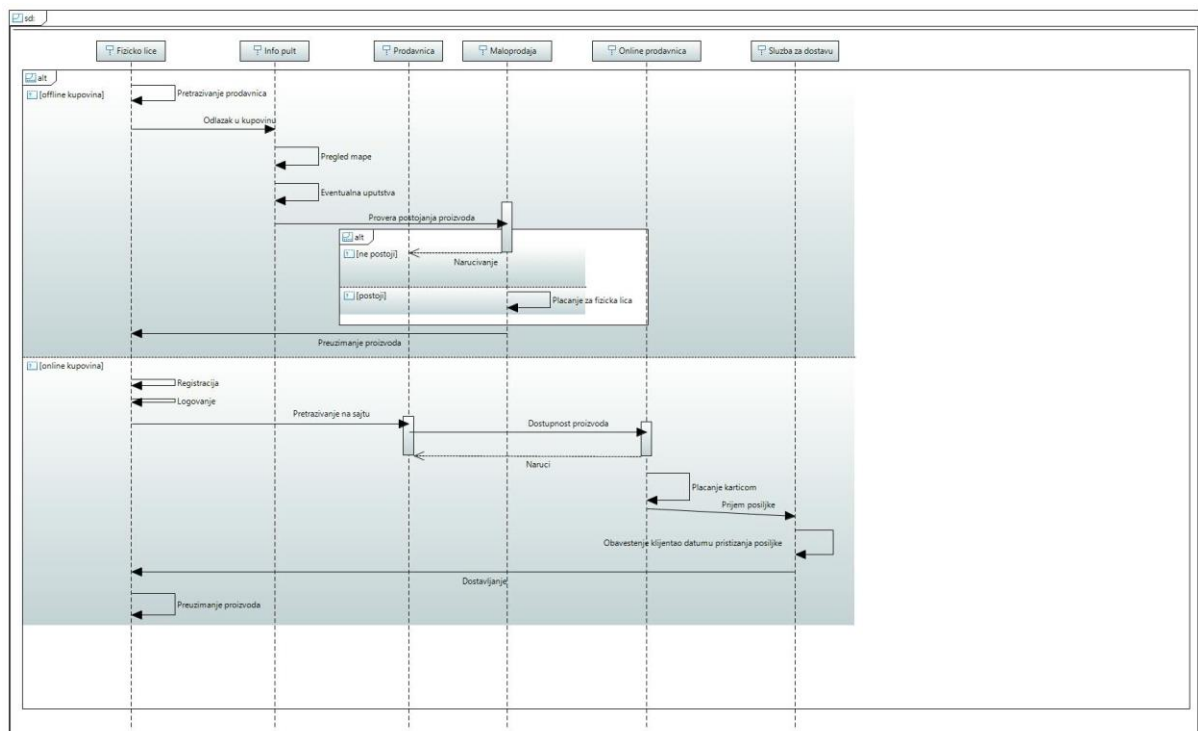 sd:
Fizicko lice
Info pult
Prodavnica
Maloprodaja
Online prodavnica
Sluzba za dostavu
alt
[offline kupovina]
Pretrazivanje prodavnica
Odlazak u kupovinu
Pregled mape
Eventualna uputstva
Provera postojanja proizvoda
alt
[ne postoji]
Narucivanje
[postoji]
Placanje za fizicka lica
Preuzimanje proizvoda
[online kupovina]
Registracija
Logovanje
Pretrazivanje na sajtu
Dostupnost proizvoda
Naruci
Placanje karticom
Prijem posiljke
Obavestenje klijentao datumu pristizanja posiljke
Dostavljanje
Preuzimanje proizvoda